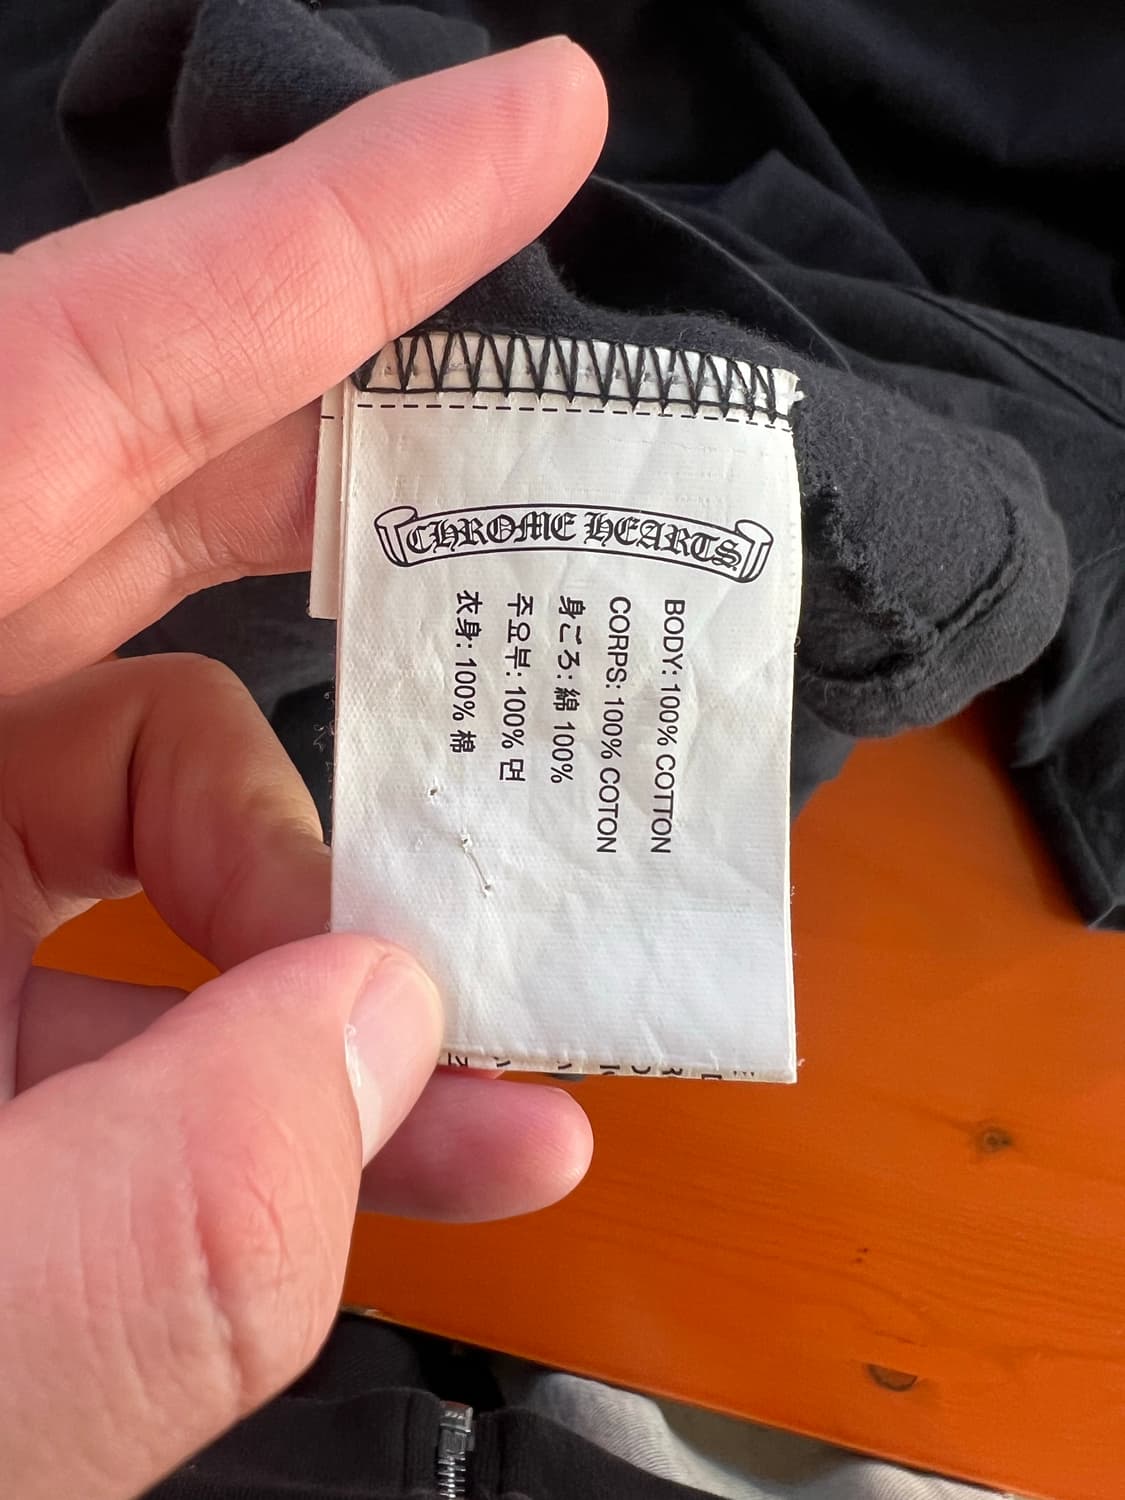 CHROME HEARTS
BODY: 100% COTTON
CORPS: 100% COTON
身ごろ: 綿 100%
주요부: 100% 면
衣身: 100% 棉